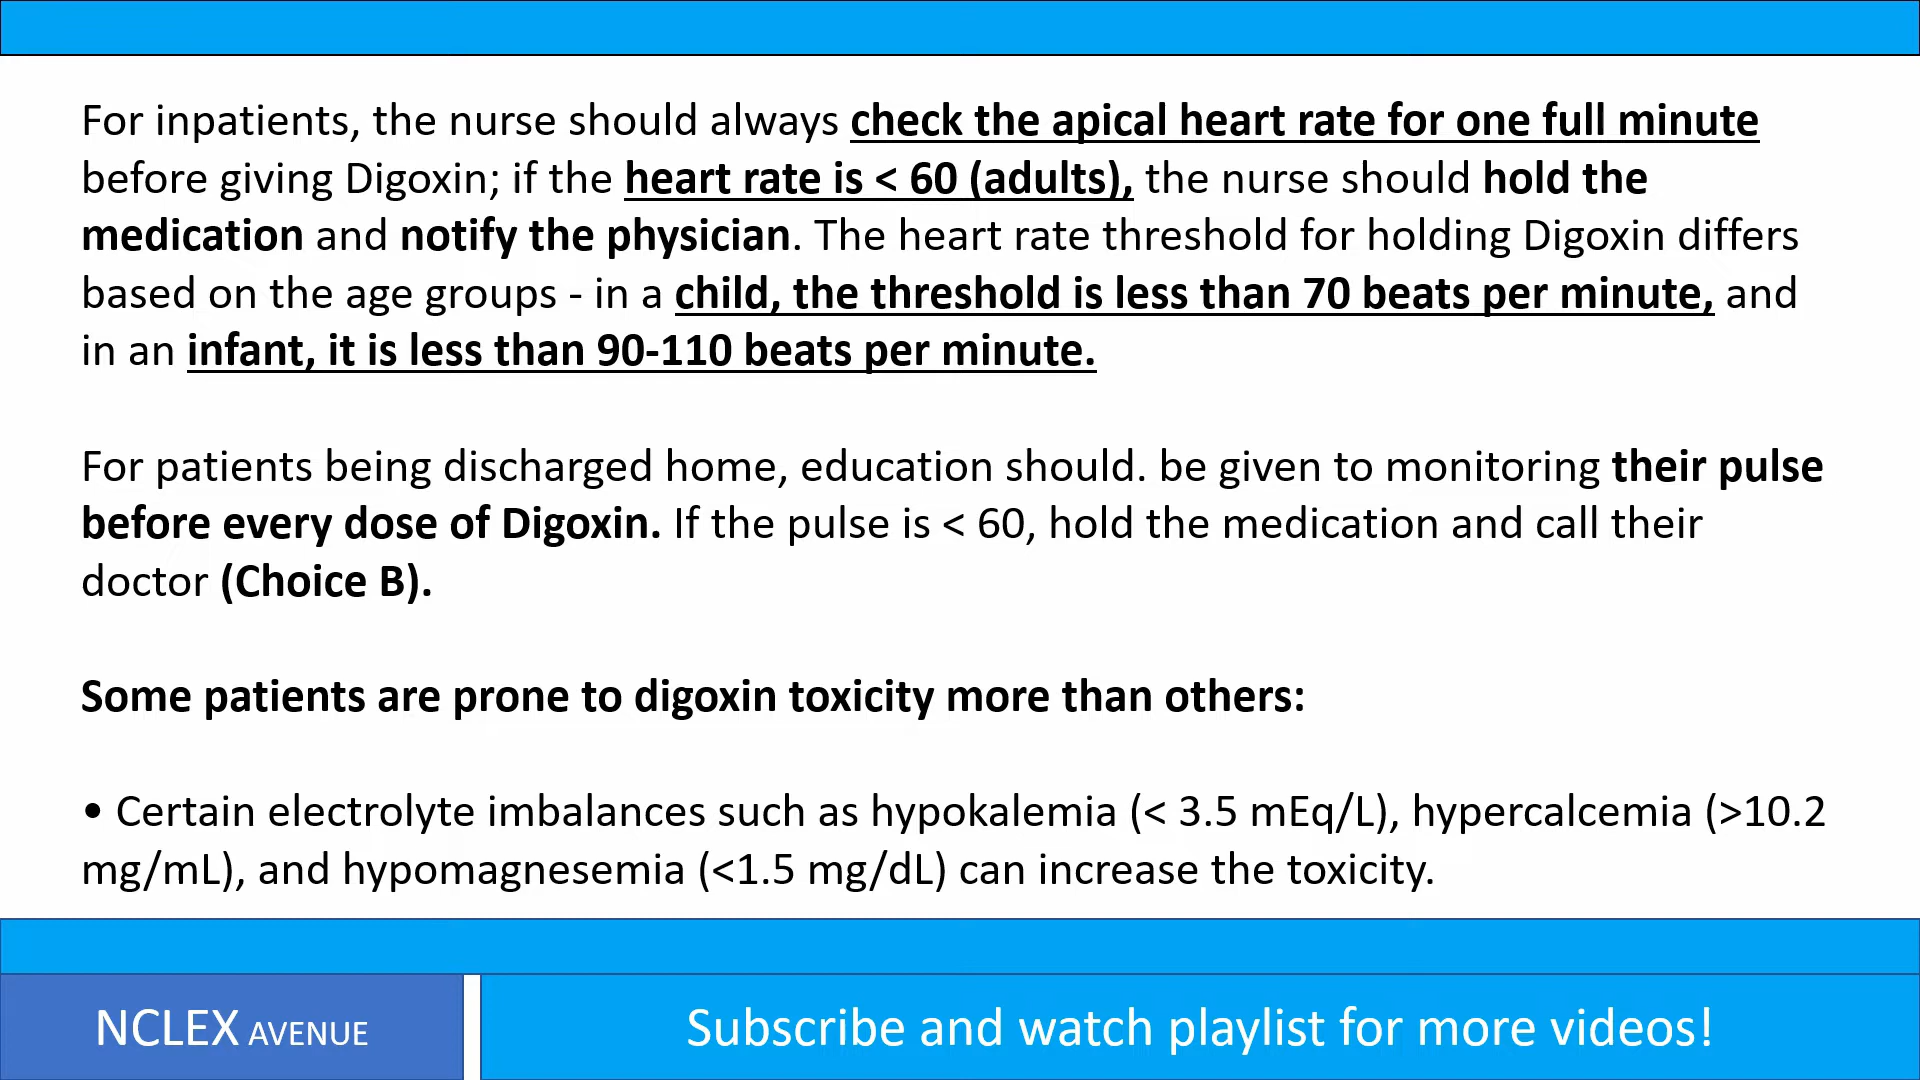 For inpatients, the nurse should always check the apical heart rate for one full minute
before giving Digoxin; if the heart rate is < 60 (adults), the nurse should hold the
medication and notify the physician. The heart rate threshold for holding Digoxin differs
based on the age groups - in a child, the threshold is less than 70 beats per minute, and
in an infant, it is less than 90-110 beats per minute.
For patients being discharged home, education should. be given to monitoring their pulse
before every dose of Digoxin. If the pulse is < 60, hold the medication and call their
doctor (Choice B).
Some patients are prone to digoxin toxicity more than others:
• Certain electrolyte imbalances such as hypokalemia (< 3.5 mEq/L), hypercalcemia (>10.2
mg/mL), and hypomagnesemia (<1.5 mg/dL) can increase the toxicity.
NCLEX AVENUE
Subscribe and watch playlist for more videos!